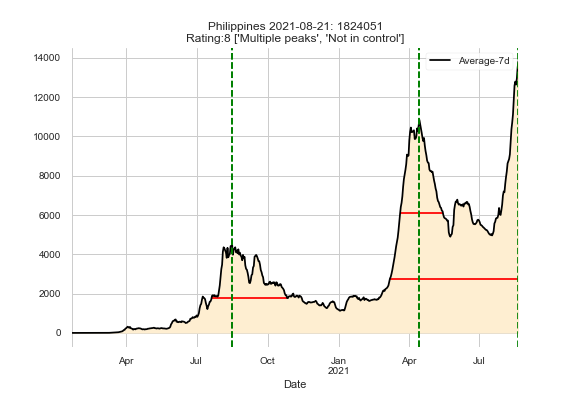 Philippines 2021-08-21: 1824051
Rating:8 ['Multiple peaks', 'Not in control']
Average-7d
14000
12000
10000
8000
6000
4000
2000
0
Apr
Jul
Oct
Jan
2021
Apr
Jul
Date